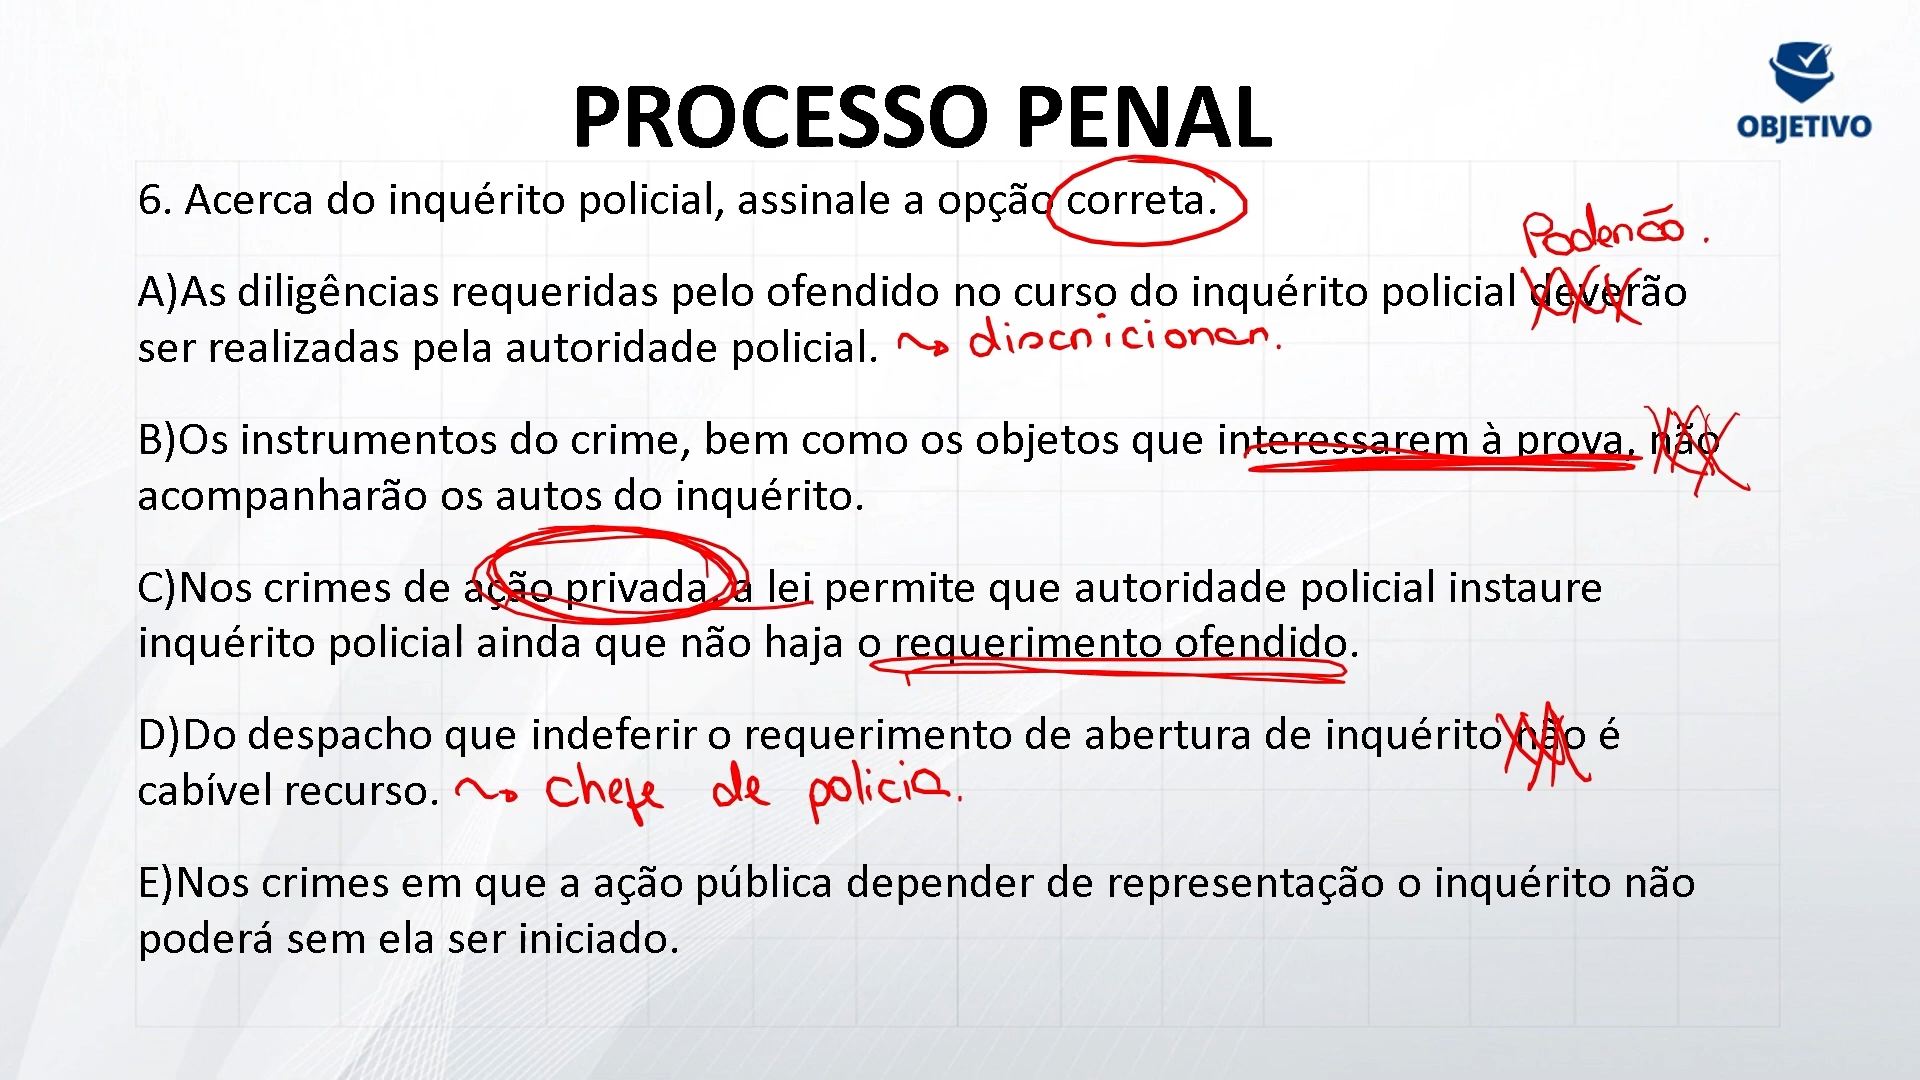 PROCESSO PENAL
OBJETIVO
6. Acerca do inquérito policial, assinale a opção correta.
Poderão.
A)As diligências requeridas pelo ofendido no curso do inquérito policial deverão
ser realizadas pela autoridade policial. discricionar.
B)Os instrumentos do crime, bem como os objetos que interessarem à prova, não
acompanharão os autos do inquérito.
C)Nos crimes de ação privada, a lei permite que autoridade policial instaure
inquérito policial ainda que não haja o requerimento ofendido.
D)Do despacho que indeferir o requerimento de abertura de inquérito não é
cabível recurso. chefe de policia.
E)Nos crimes em que a ação pública depender de representação o inquérito não
poderá sem ela ser iniciado.